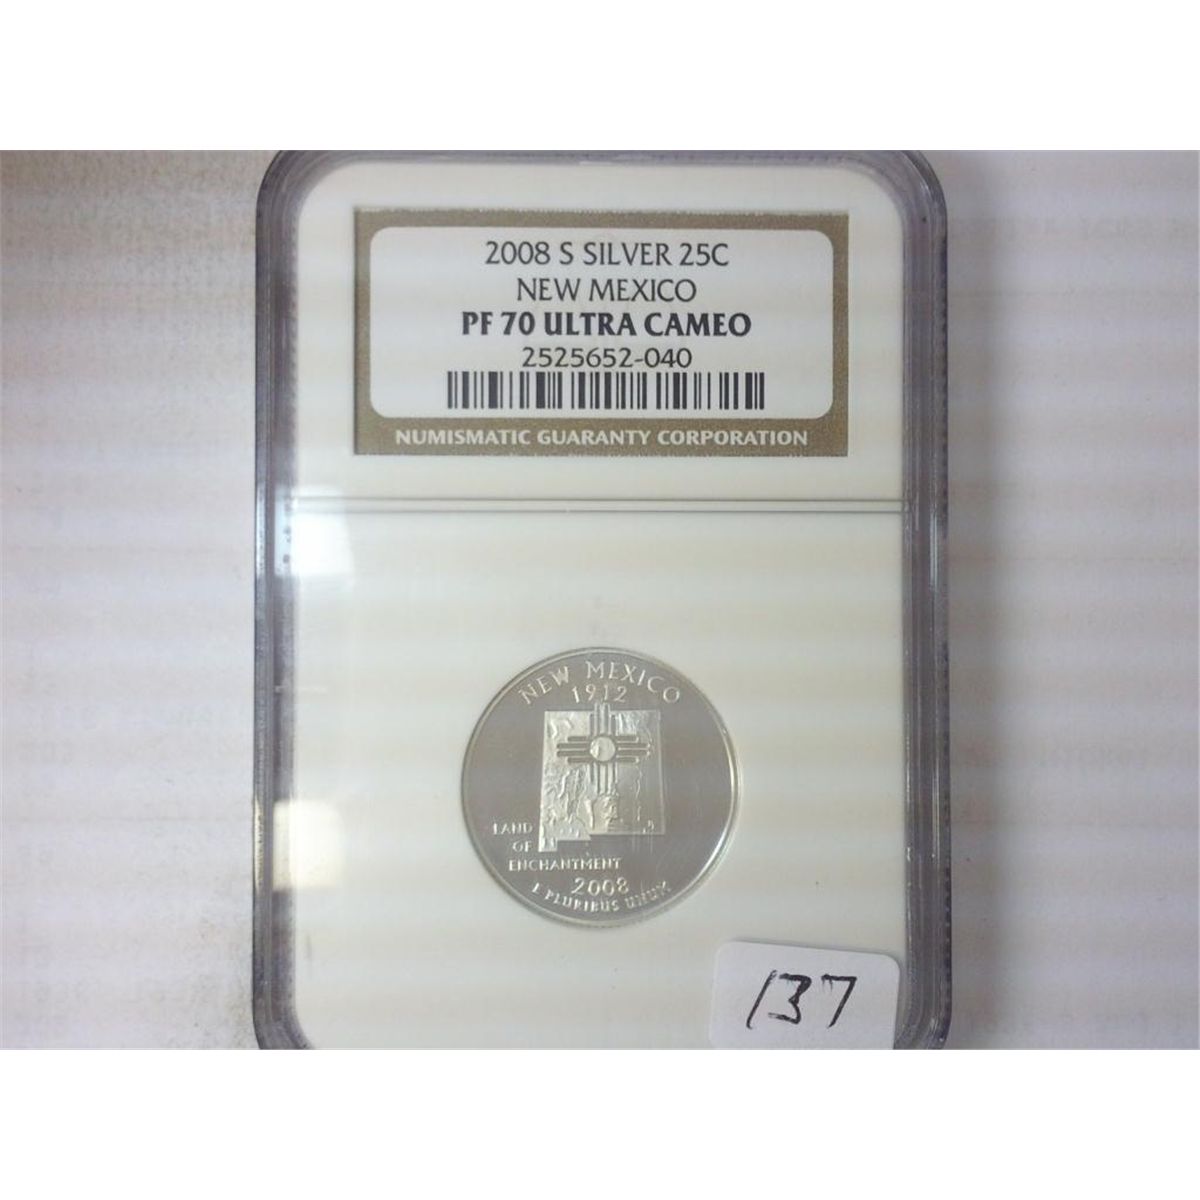 2008 S SILVER 25C
NEW MEXICO
PF 70 ULTRA CAMEO
2525652-040
NUMISMATIC GUARANTY CORPORATION
NEW MEXICO
1912
LAND
OF
ENCHANTMENT
2008
E PLURIBUS UNUM
137